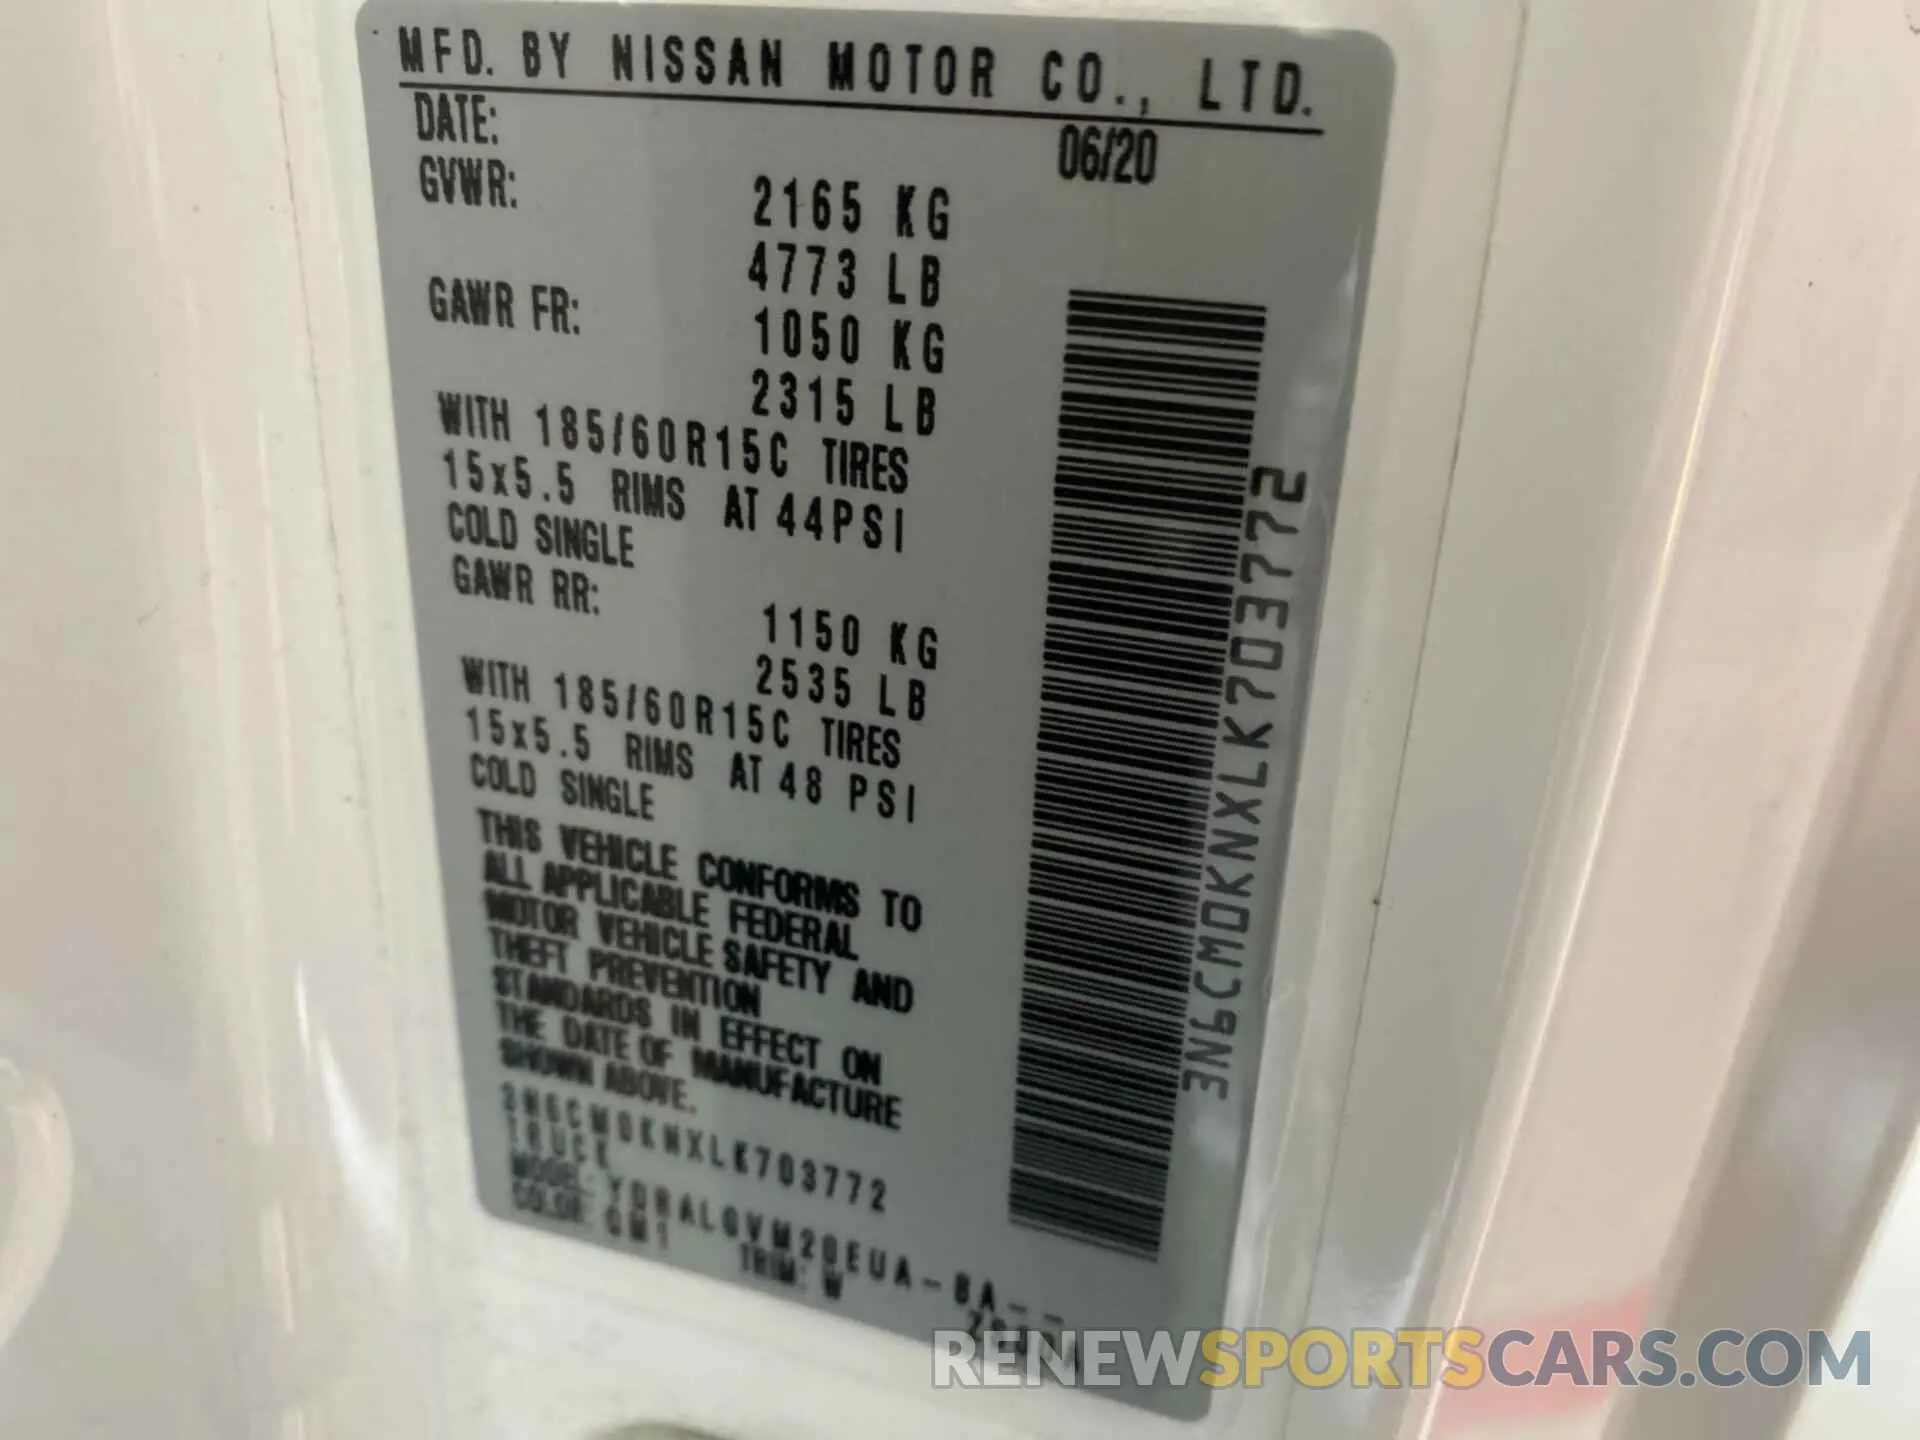 MFD. BY NISSAN MOTOR CO., LTD.
DATE: 06/20
GVWR: 2165 KG
4773 LB
GAWR FR: 1050 KG
2315 LB
WITH 185/60R15C TIRES
15x5.5 RIMS AT 44PSI
COLD SINGLE
GAWR RR: 1150 KG
2535 LB
WITH 185/60R15C TIRES
15x5.5 RIMS AT 48 PSI
COLD SINGLE
THIS VEHICLE CONFORMS TO
ALL APPLICABLE FEDERAL
MOTOR VEHICLE SAFETY AND
THEFT PREVENTION
STANDARDS IN EFFECT ON
THE DATE OF MANUFACTURE
SHOWN ABOVE.
3N6CM0KNXLK703772
TRUCK
MODEL:
COLOR: QM1 TRIM: W
3N6CM0KNXLK703772
RENEWSPORTSCARS.COM